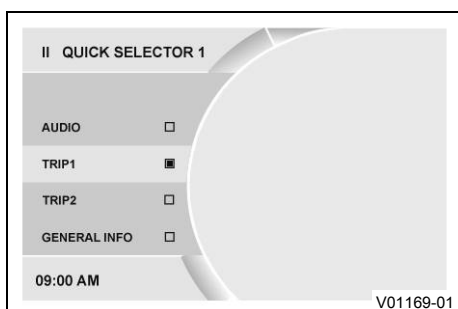 II QUICK SELECTOR 1
AUDIO
TRIP1
TRIP2
GENERAL INFO
09:00 AM
V01169-01